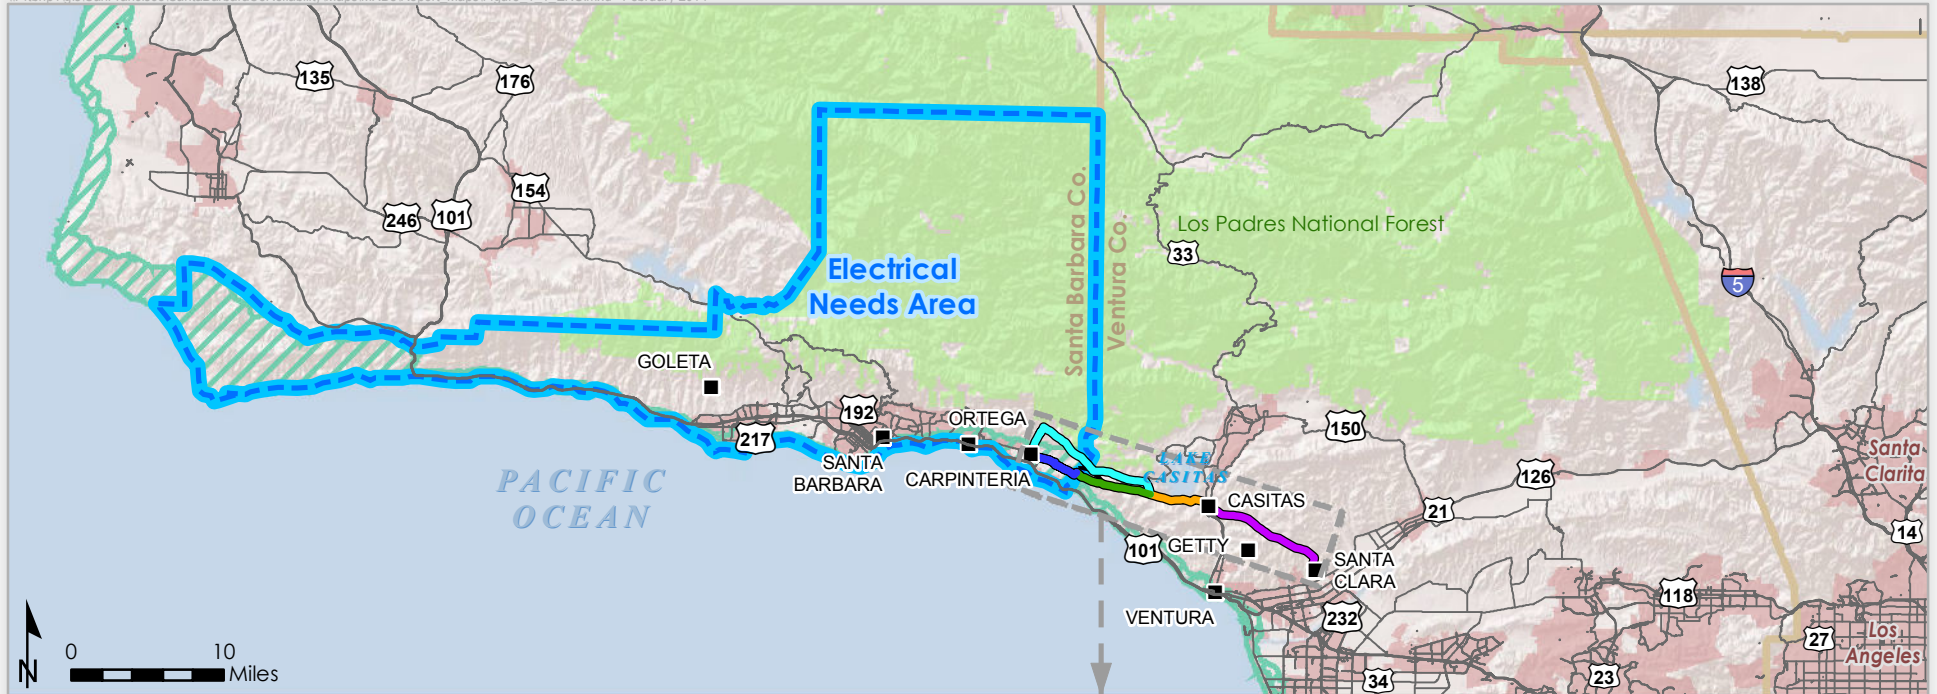 135
176
138
154
246
101
Santa Barbara Co.
Ventura Co.
Los Padres National Forest
33
5
Electrical
Needs Area
GOLETA
192
217
ORTEGA
150
SANTA
BARBARA
CARPINTERIA
LAKE
CASITAS
PACIFIC
OCEAN
CASITAS
126
21
Santa
Clarita
14
101
GETTY
SANTA
CLARA
VENTURA
232
118
27
Los
Angeles
34
23
N
0 10
Miles